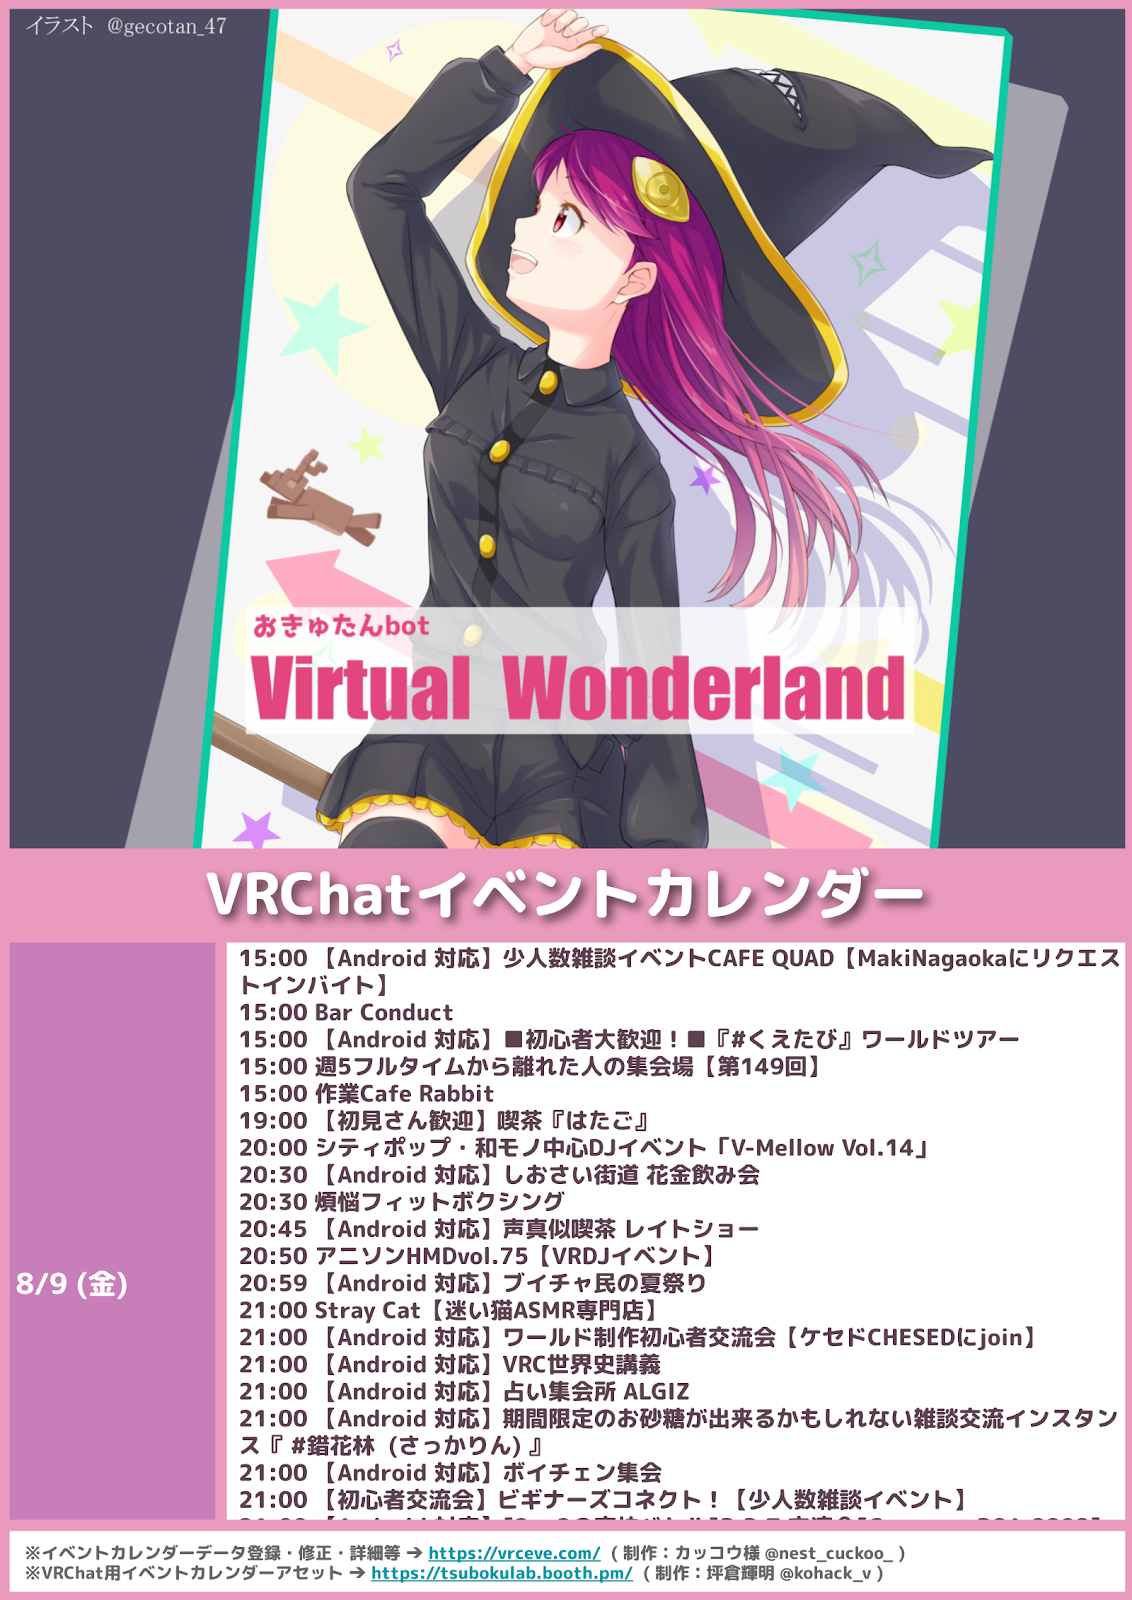 イラスト @gecotan_47
おきゅたんbot
Virtual Wonderland
VRChatイベントカレンダー
8/9 (金)
15:00 【Android 対応】少人数雑談イベントCAFE QUAD【MakiNagaokaにリクエス
トインバイト】
15:00 Bar Conduct
15:00 【Android 対応】■初心者大歓迎！■『#くえたび』ワールドツアー
15:00 週5フルタイムから離れた人の集会場【第149回】
15:00 作業Cafe Rabbit
19:00 【初見さん歓迎】喫茶『はたご』
20:00 シティポップ・和モノ中心DJイベント「V-Mellow Vol.14」
20:30 【Android 対応】しおさい街道 花金飲み会
20:30 煩悩フィットボクシング
20:45 【Android 対応】声真似喫茶 レイトショー
20:50 アニソンHMDvol.75【VRDJイベント】
20:59 【Android 対応】ブイチャ民の夏祭り
21:00 Stray Cat【迷い猫ASMR専門店】
21:00 【Android 対応】ワールド制作初心者交流会【ケセドCHESEDにjoin】
21:00 【Android 対応】VRC世界史講義
21:00 【Android 対応】占い集会所 ALGIZ
21:00 【Android 対応】期間限定のお砂糖が出来るかもしれない雑談交流インスタン
ス『 #錯花林（さっかりん) 』
21:00 【Android 対応】ボイチェン集会
21:00 【初心者交流会】ビギナーズコネクト！【少人数雑談イベント】
21:00 【Android 対応】
※イベントカレンダーデータ登録・修正・詳細等 → https://vrceve.com/ ( 制作：カッコウ様 @nest_cuckoo_ )
※VRChat用イベントカレンダーアセット → https://tsubokulab.booth.pm/ ( 制作：坪倉輝明 @kohack_v )